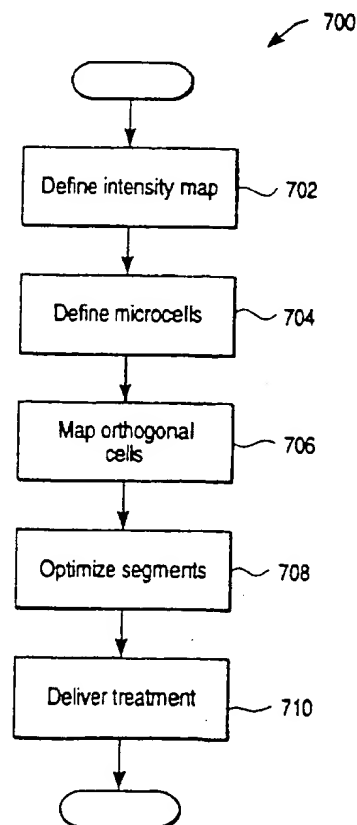 700
Define intensity map
702
Define microcells
704
Map orthogonal
cells
706
Optimize segments
708
Deliver treatment
710